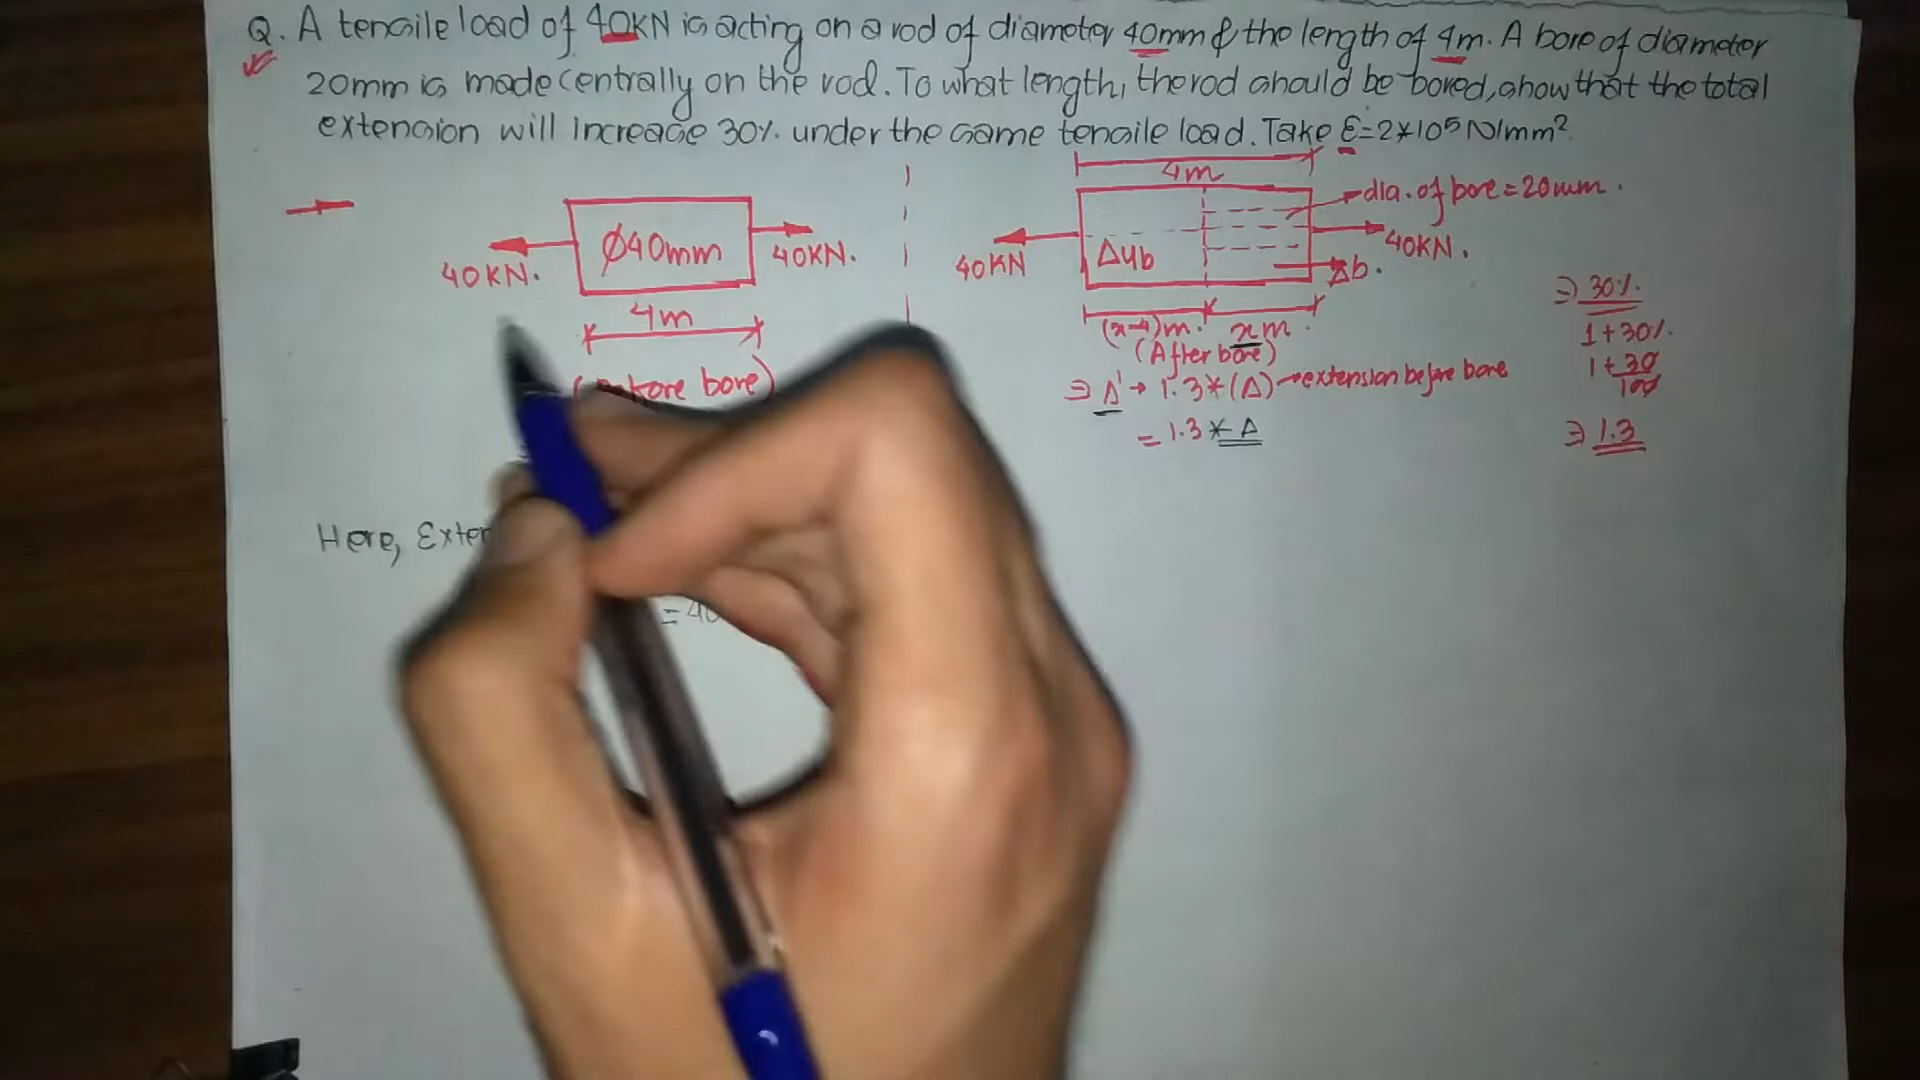 Q. A tensile load of 40KN is acting on a rod of diameter 40mm & the length of 4m. A bore of diameter
20mm is made centrally on the rod. To what length, the rod should be bored, show that the total
extension will increase 30%. under the same tensile load. Take E=2*10⁵ N/mm²
4m
dia. of bore = 20mm.
40KN.
Ø40mm
40KN.
40KN
Δub
40KN.
Δb.
4m
(x-4)m.
xm.
(After bore)
bore)
⇒ Δ' → 1.3*(Δ) → extension before bore
= 1.3 * Δ
⇒ 30%.
1+30%.
1+30/100
⇒ 1.3
Here,
= 40